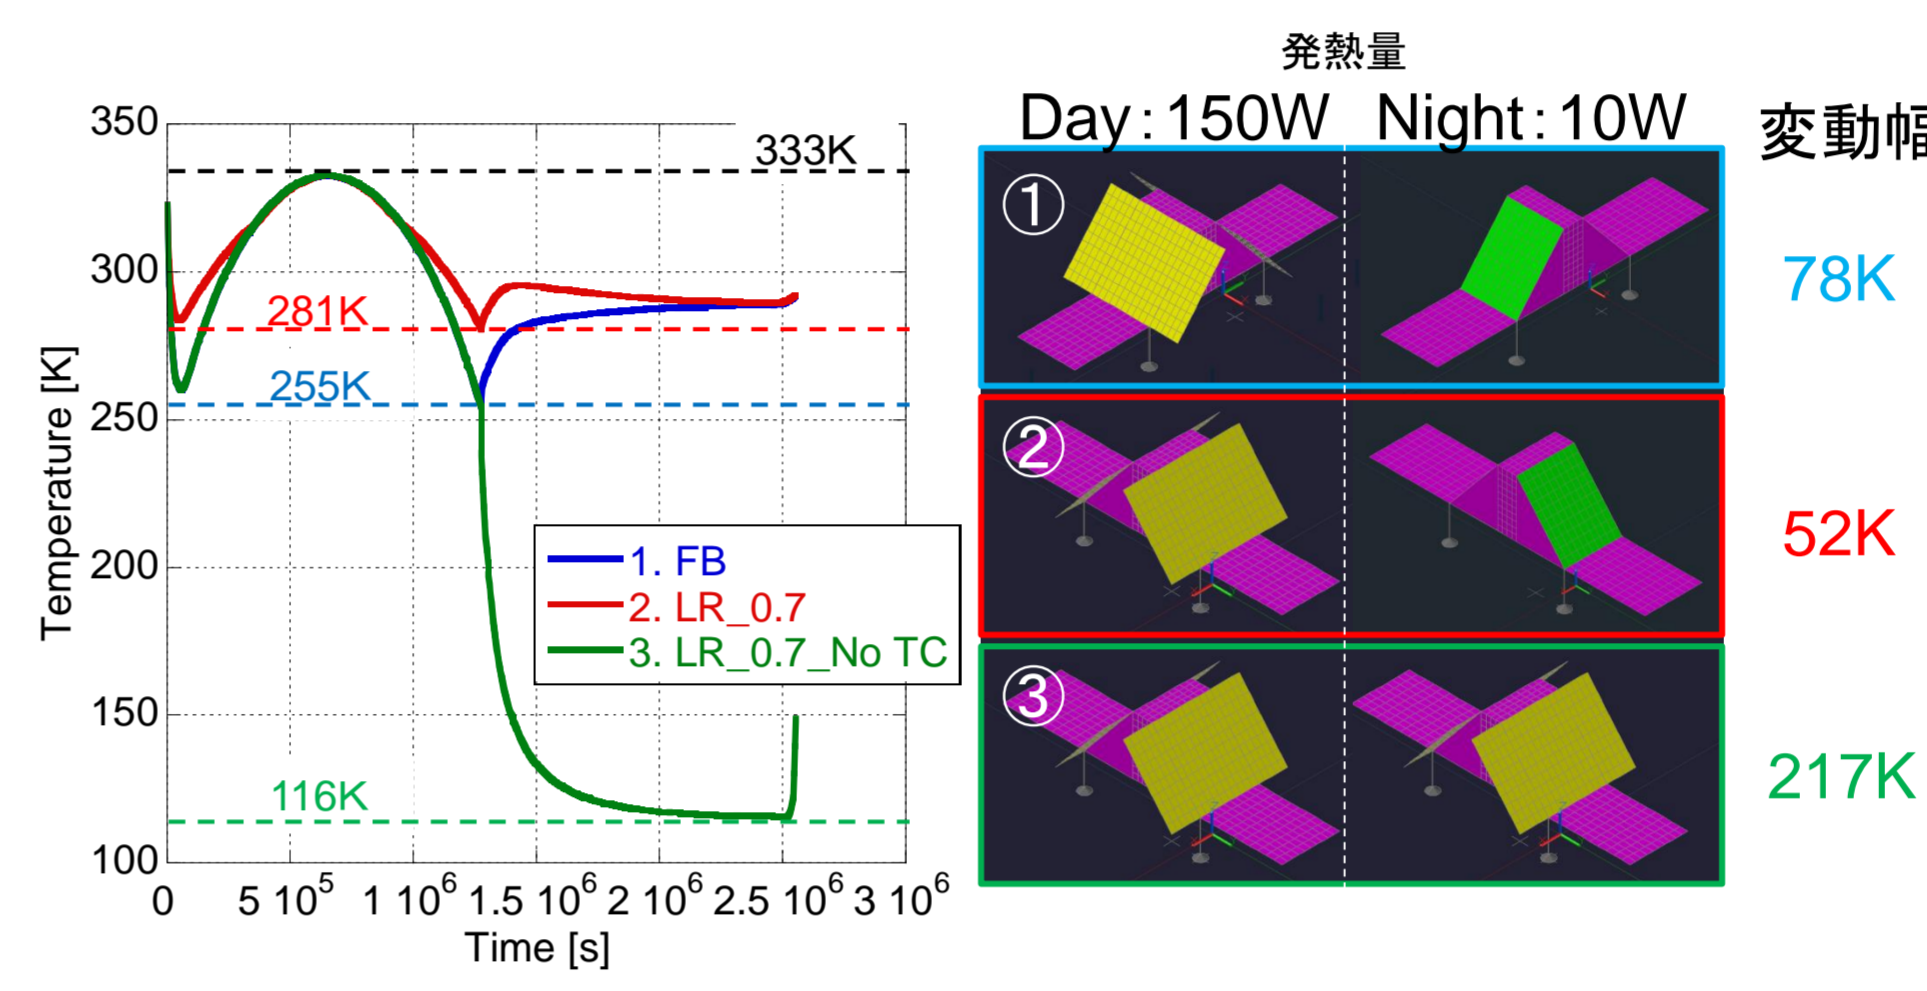 発熱量
Day：150W Night：10W
変動幅
350
300
250
200
150
100
Temperature [K]
333K
281K
255K
116K
1. FB
2. LR_0.7
3. LR_0.7_No TC
0 5 10⁵ 1 10⁶ 1.5 10⁶ 2 10⁶ 2.5 10⁶ 3 10⁶
Time [s]
①
78K
②
52K
③
217K